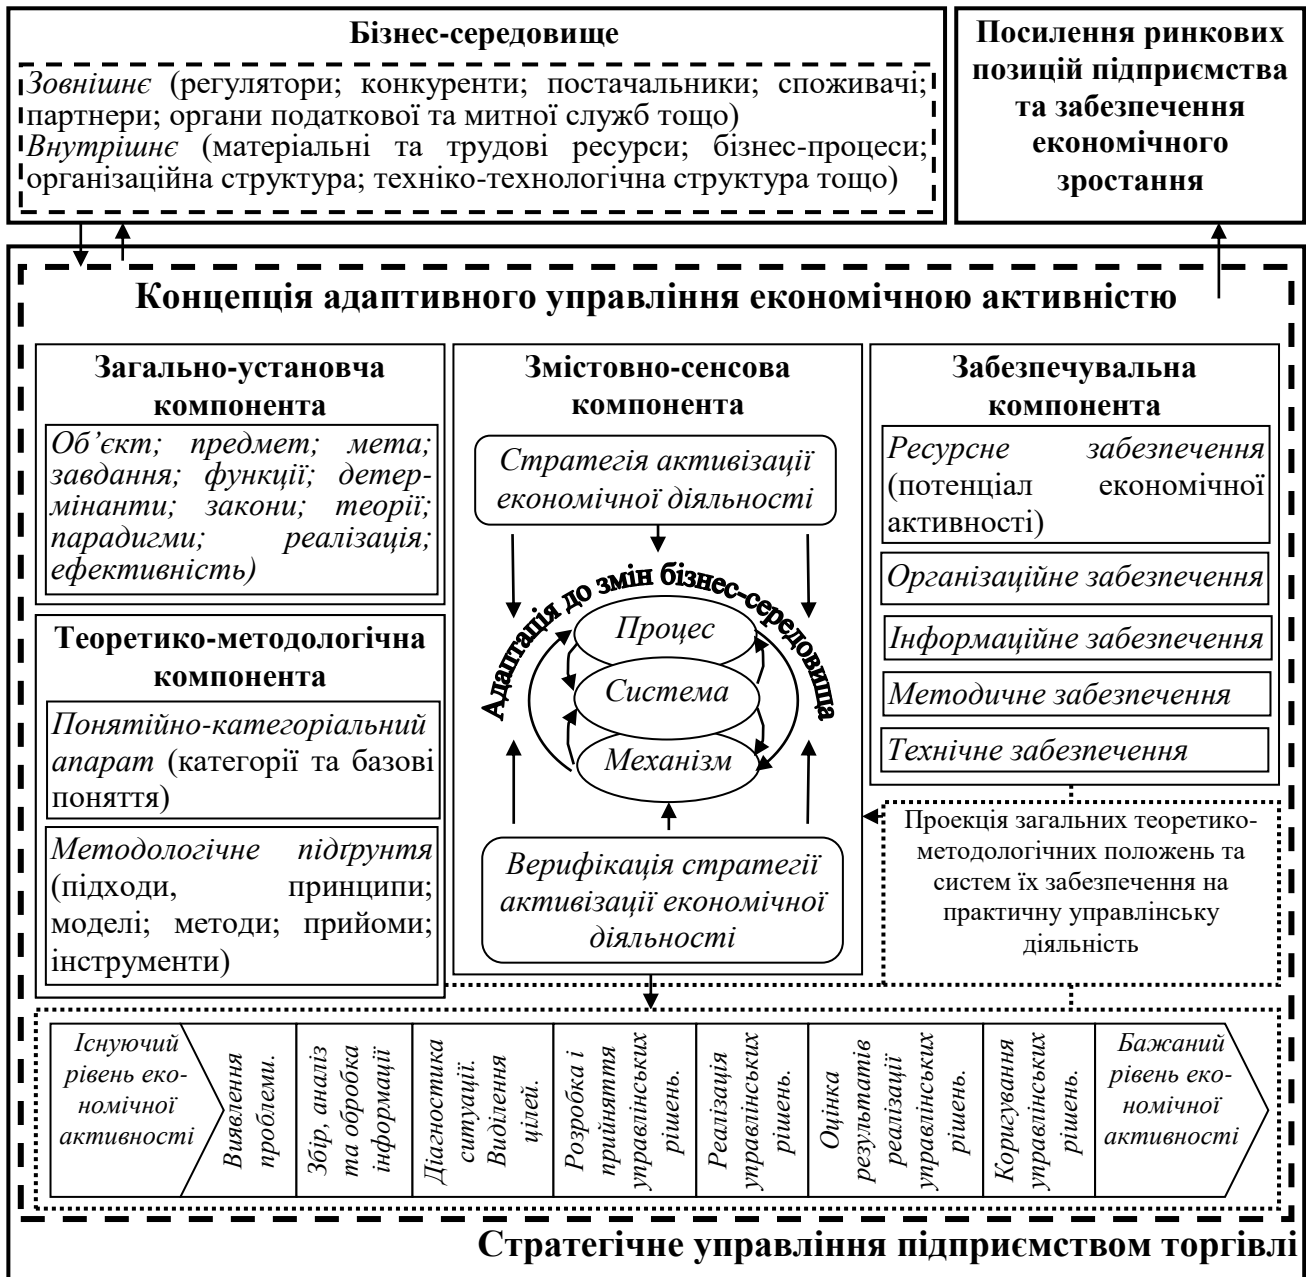 Бізнес-середовище
Зовнішнє (регулятори; конкуренти; постачальники; споживачі;
партнери; органи податкової та митної служб тощо)
Внутрішнє (матеріальні та трудові ресурси; бізнес-процеси;
організаційна структура; техніко-технологічна структура тощо)
Посилення ринкових
позицій підприємства
та забезпечення
економічного
зростання
Концепція адаптивного управління економічною активністю
Загально-установча
компонента
Об’єкт; предмет; мета;
завдання; функції; детер-
мінанти; закони; теорії;
парадигми; реалізація;
ефективність)
Теоретико-методологічна
компонента
Понятійно-категоріальний
апарат (категорії та базові
поняття)
Методологічне підґрунтя
(підходи, принципи;
моделі; методи; прийоми;
інструменти)
Змістовно-сенсова
компонента
Стратегія активізації
економічної діяльності
Адаптація до змін бізнес-середовища
Процес
Система
Механізм
Верифікація стратегії
активізації економічної
діяльності
Забезпечувальна
компонента
Ресурсне забезпечення
(потенціал економічної
активності)
Організаційне забезпечення
Інформаційне забезпечення
Методичне забезпечення
Технічне забезпечення
Проекція загальних теоретико-
методологічних положень та
систем їх забезпечення на
практичну управлінську
діяльність
Існуючий
рівень еко-
номічної
активності
Виявлення
проблеми.
Збір, аналіз
та обробка
інформації
Діагностика
ситуації.
Виділення
цілей.
Розробка і
прийняття
управлінських
рішень.
Реалізація
управлінських
рішень.
Оцінка
результатів
реалізації
управлінських
рішень.
Коригування
управлінських
рішень.
Бажаний
рівень еко-
номічної
активності
Стратегічне управління підприємством торгівлі